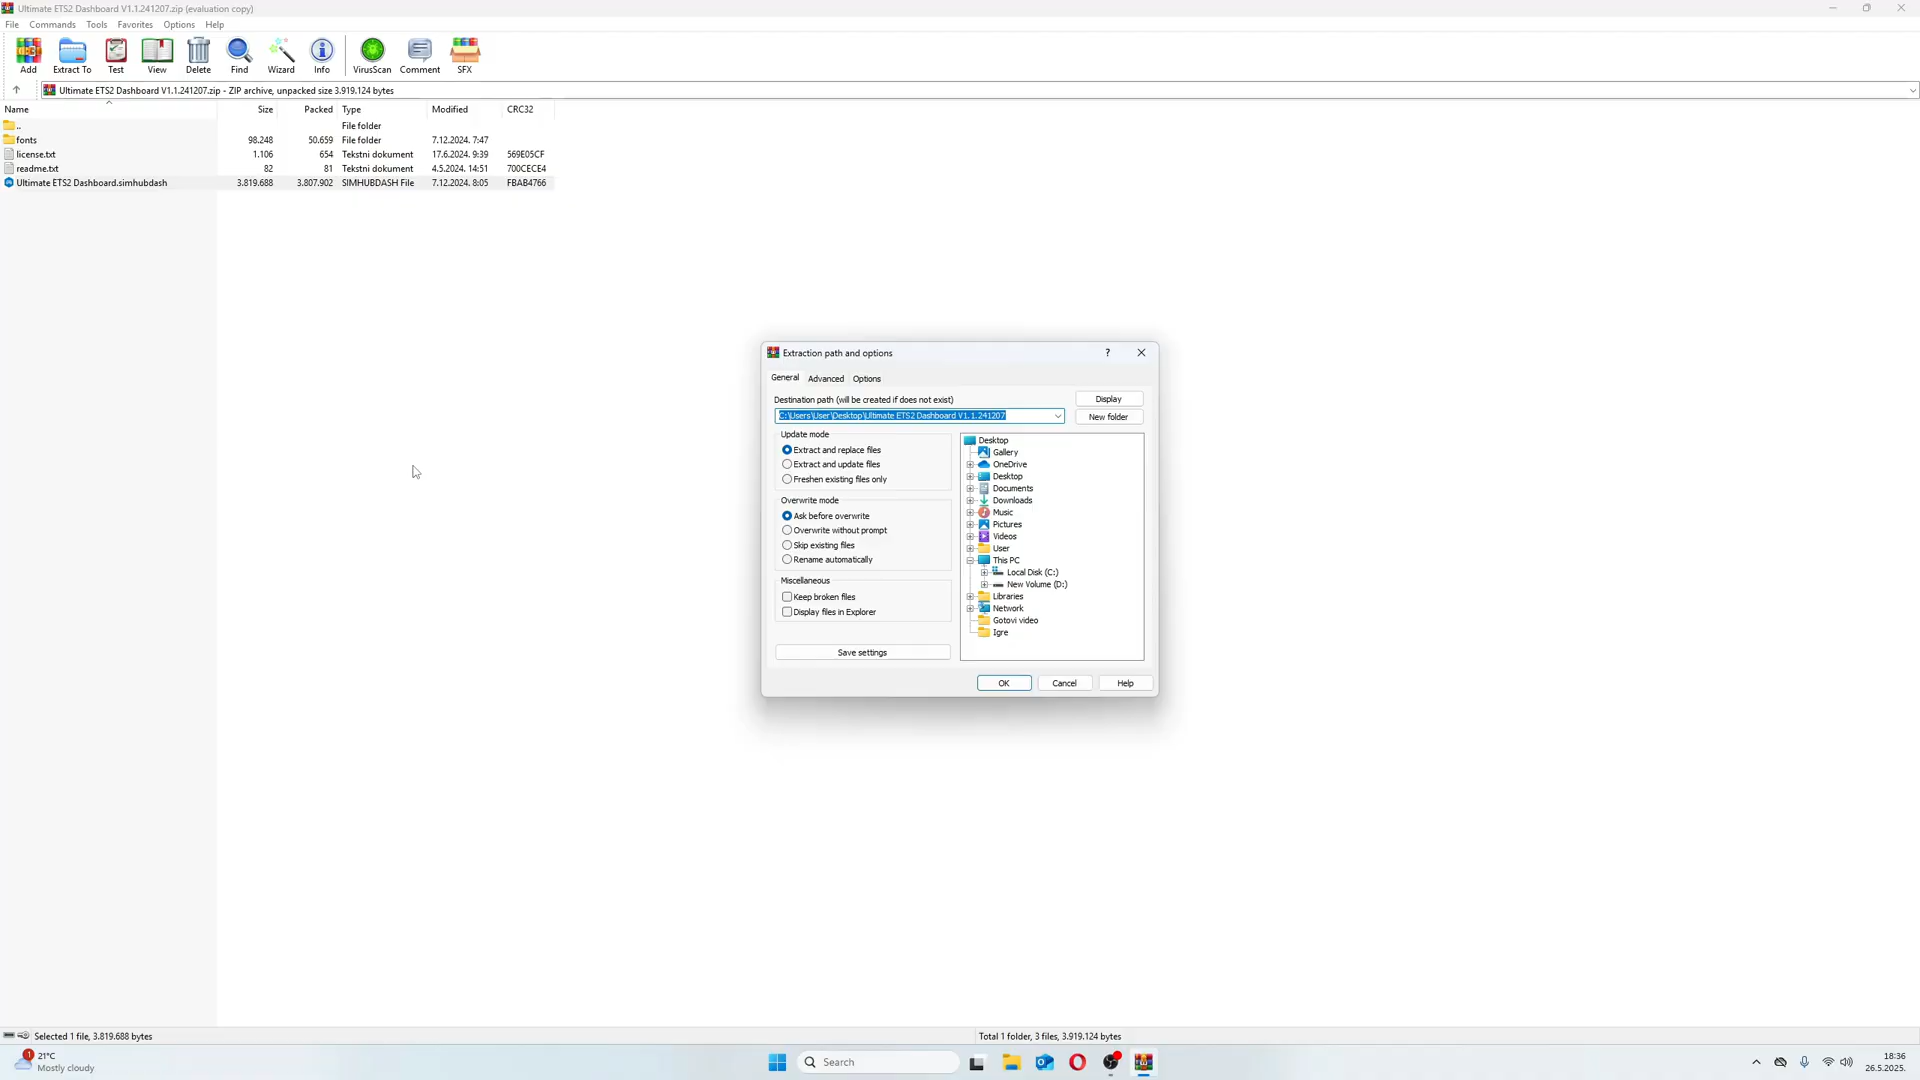 Ultimate ETS2 Dashboard V1.1.241207.zip (evaluation copy)
File Commands Tools Favorites Options Help
Add Extract To Test View Delete Find Wizard Info VirusScan Comment SFX
Ultimate ETS2 Dashboard V1.1.241207.zip - ZIP archive, unpacked size 3.919.124 bytes
Name Size Packed Type Modified CRC32
.. File folder
fonts 98.248 50.659 File folder 7.12.2024. 7:47
license.txt 1.106 654 Tekstni dokument 17.6.2024. 9:39 569E05CF
readme.txt 82 81 Tekstni dokument 4.5.2024. 14:51 700CECE4
Ultimate ETS2 Dashboard.simhubdash 3.819.688 3.807.902 SIMHUBDASH File 7.12.2024. 8:05 FBAB4766
Extraction path and options ?
General Advanced Options
Destination path (will be created if does not exist)
Display
C:\Users\User\Desktop\Ultimate ETS2 Dashboard V1.1.241207
New folder
Update mode
Extract and replace files
Extract and update files
Freshen existing files only
Overwrite mode
Ask before overwrite
Overwrite without prompt
Skip existing files
Rename automatically
Miscellaneous
Keep broken files
Display files in Explorer
Save settings
Desktop
Gallery
OneDrive
Desktop
Documents
Downloads
Music
Pictures
Videos
User
This PC
Local Disk (C:)
New Volume (D:)
Libraries
Network
Gotovi video
Igre
OK Cancel Help
Selected 1 file, 3.819.688 bytes
Total 1 folder, 3 files, 3.919.124 bytes
1
21°C
Mostly cloudy
Search
18:36
26.5.2025.